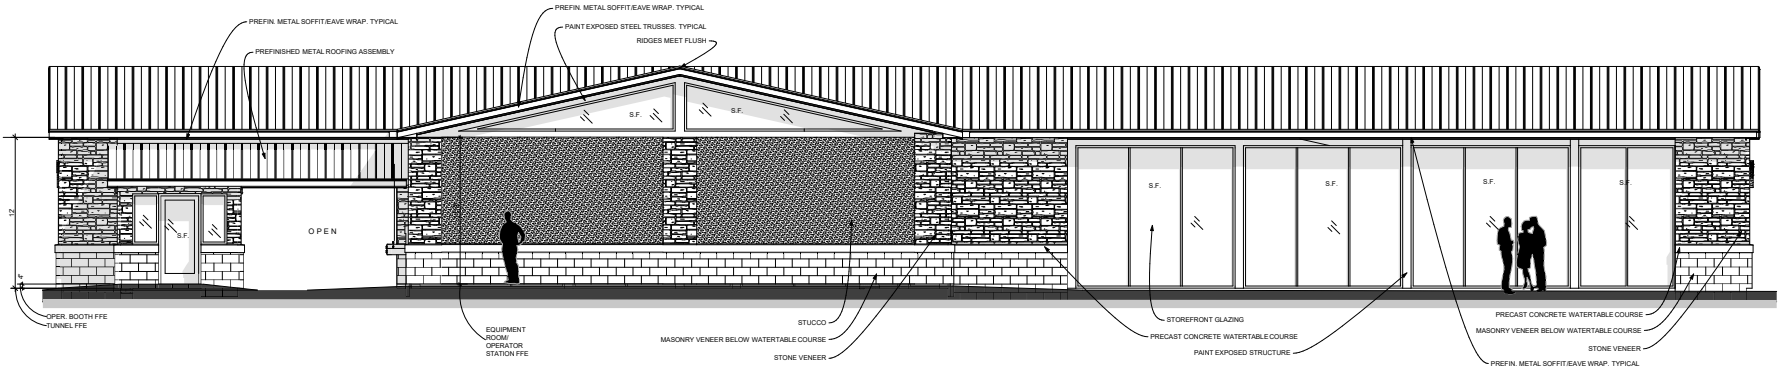 PREFIN. METAL SOFFIT/EAVE WRAP. TYPICAL
PREFIN. METAL SOFFIT/EAVE WRAP. TYPICAL
PAINT EXPOSED STEEL TRUSSES. TYPICAL
RIDGES MEET FLUSH
PREFINISHED METAL ROOFING ASSEMBLY
S.F.
S.F.
S.F.
S.F.
S.F.
S.F.
S.F.
OPEN
12'
4"
OPER. BOOTH FFE
TUNNEL FFE
EQUIPMENT
ROOM/
OPERATOR
STATION FFE
STUCCO
MASONRY VENEER BELOW WATERTABLE COURSE
STONE VENEER
STOREFRONT GLAZING
PRECAST CONCRETE WATERTABLE COURSE
PAINT EXPOSED STRUCTURE
PRECAST CONCRETE WATERTABLE COURSE
MASONRY VENEER BELOW WATERTABLE COURSE
STONE VENEER
PREFIN. METAL SOFFIT/EAVE WRAP. TYPICAL